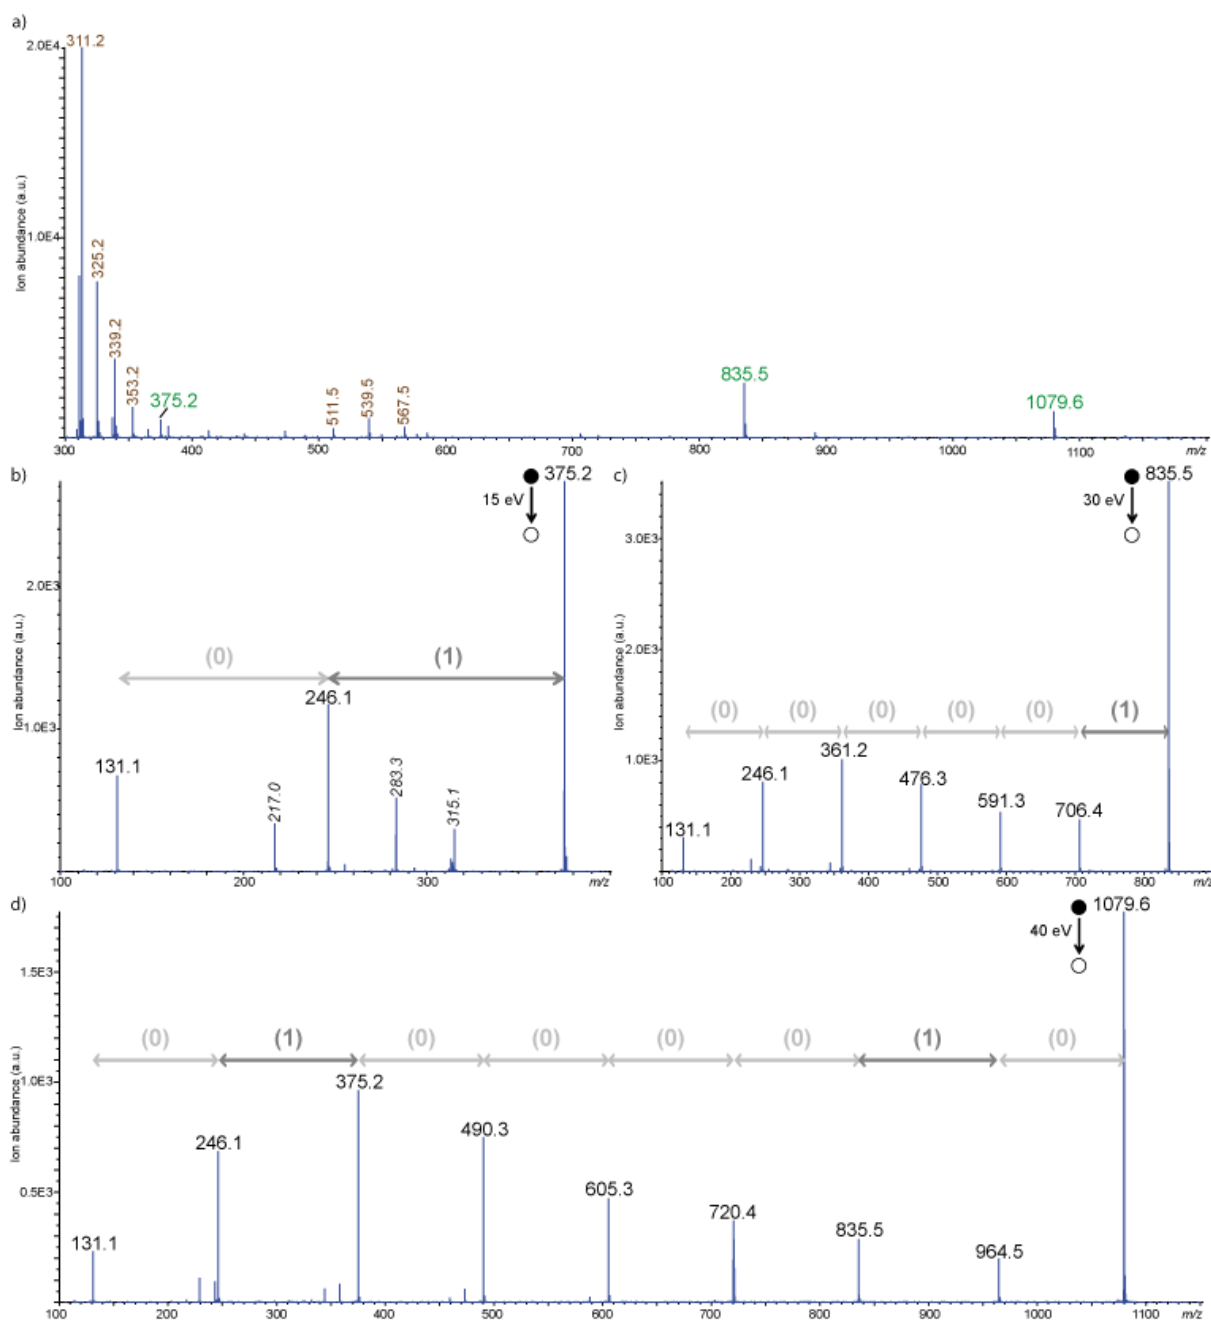 a)
2.0E4
1.0E4
Ion abundance (a.u.)
311.2
325.2
339.2
353.2
375.2
511.5
539.5
567.5
835.5
1079.6
300 400 500 600 700 800 900 1000 1100 m/z
b)
375.2
15 eV
2.0E3
1.0E3
Ion abundance (a.u.)
(0) (1)
131.1
217.0
246.1
283.3
315.1
100 200 300 m/z
c)
835.5
30 eV
3.0E3
2.0E3
1.0E3
Ion abundance (a.u.)
(0) (0) (0) (0) (0) (1)
131.1
246.1
361.2
476.3
591.3
706.4
100 200 300 400 500 600 700 800 m/z
d)
1079.6
40 eV
1.5E3
1.0E3
0.5E3
Ion abundance (a.u.)
(0) (1) (0) (0) (0) (0) (1) (0)
131.1
246.1
375.2
490.3
605.3
720.4
835.5
964.5
100 200 300 400 500 600 700 800 900 1000 1100 m/z